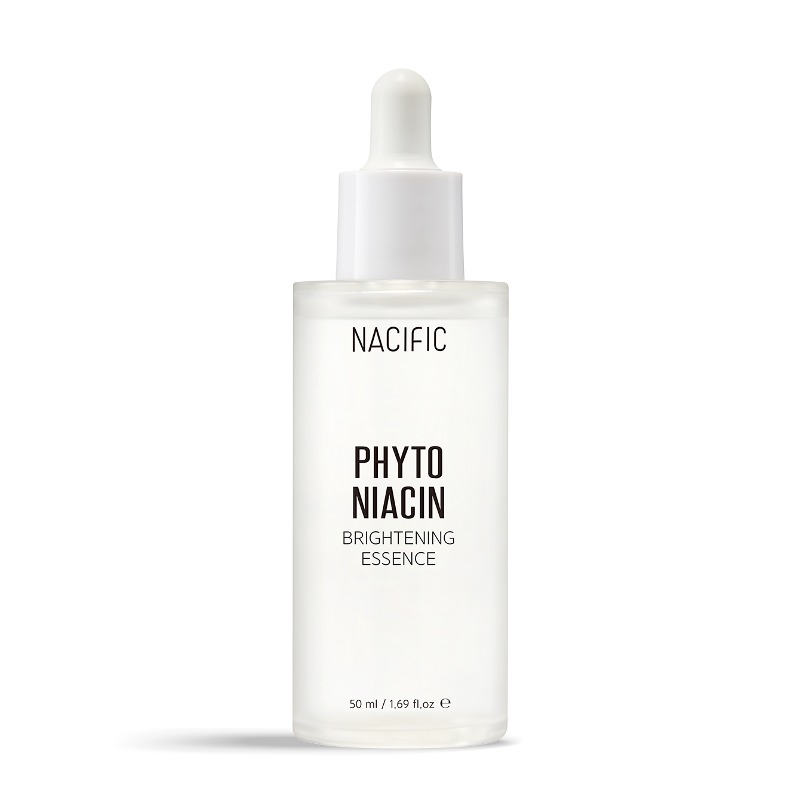 NACIFIC
PHYTO
NIACIN
BRIGHTENING
ESSENCE
50 ml / 1.69 fl.oz ℮